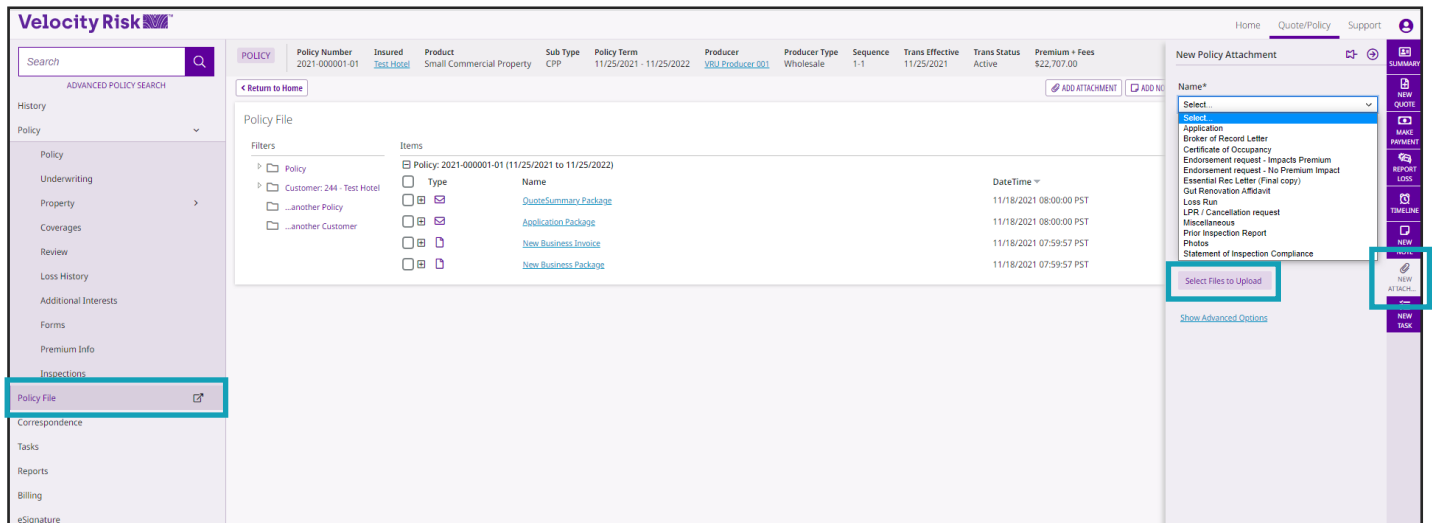 Velocity Risk
Home Quote/Policy Support
Search
ADVANCED POLICY SEARCH
History
Policy
Policy
Underwriting
Property
Coverages
Review
Loss History
Additional Interests
Forms
Premium Info
Inspections
Policy File
Correspondence
Tasks
Reports
Billing
eSignature
POLICY
Policy Number Insured Product Sub Type Policy Term Producer Producer Type Sequence Trans Effective Trans Status Premium + Fees
2021-000001-01 Test Hotel Small Commercial Property CPP 11/25/2021 - 11/25/2022 VRU Producer 001 Wholesale 1-1 11/25/2021 Active $22,707.00
< Return to Home
ADD ATTACHMENT ADD NO
Policy File
Filters
Policy
Customer: 244 - Test Hotel
...another Policy
...another Customer
Items
Policy: 2021-000001-01 (11/25/2021 to 11/25/2022)
Type Name DateTime
QuoteSummary Package 11/18/2021 08:00:00 PST
Application Package 11/18/2021 08:00:00 PST
New Business Invoice 11/18/2021 07:59:57 PST
New Business Package 11/18/2021 07:59:57 PST
New Policy Attachment
Name*
Select...
Select...
Application
Broker of Record Letter
Certificate of Occupancy
Endorsement request - Impacts Premium
Endorsement request - No Premium Impact
Essential Rec Letter (Final copy)
Gut Renovation Affidavit
Loss Run
LPR / Cancellation request
Miscellaneous
Prior Inspection Report
Photos
Statement of Inspection Compliance
Select Files to Upload
Show Advanced Options
SUMMARY
NEW
QUOTE
MAKE
PAYMENT
REPORT
LOSS
TIMELINE
NEW
NOTE
NEW
ATTACH...
NEW
TASK